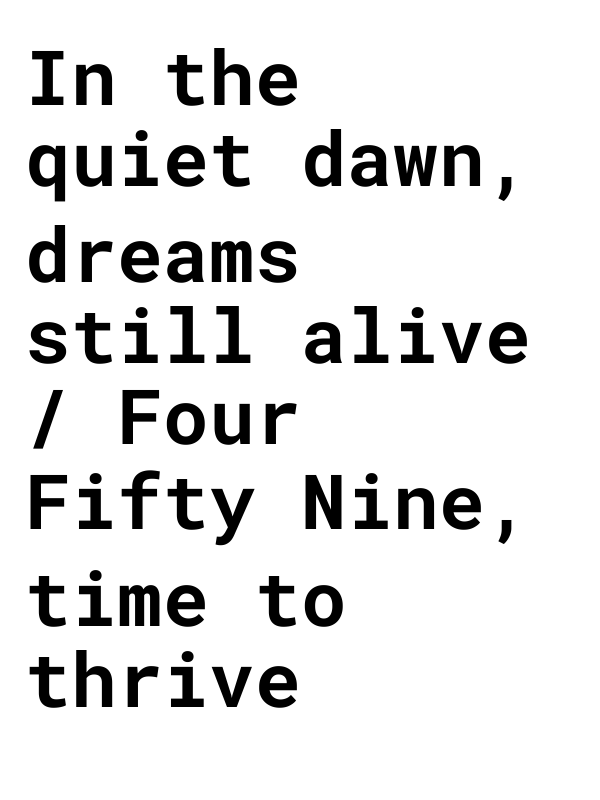 In the
quiet dawn,
dreams
still alive
/ Four
Fifty Nine,
time to
thrive